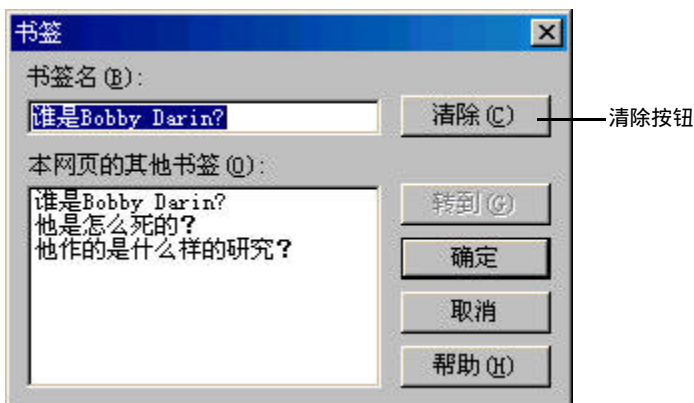 书签
书签名(B):
谁是Bobby Darin?
清除(C)
清除按钮
本网页的其他书签(O):
谁是Bobby Darin?
他是怎么死的?
他作的是什么样的研究?
转到(G)
确定
取消
帮助(H)